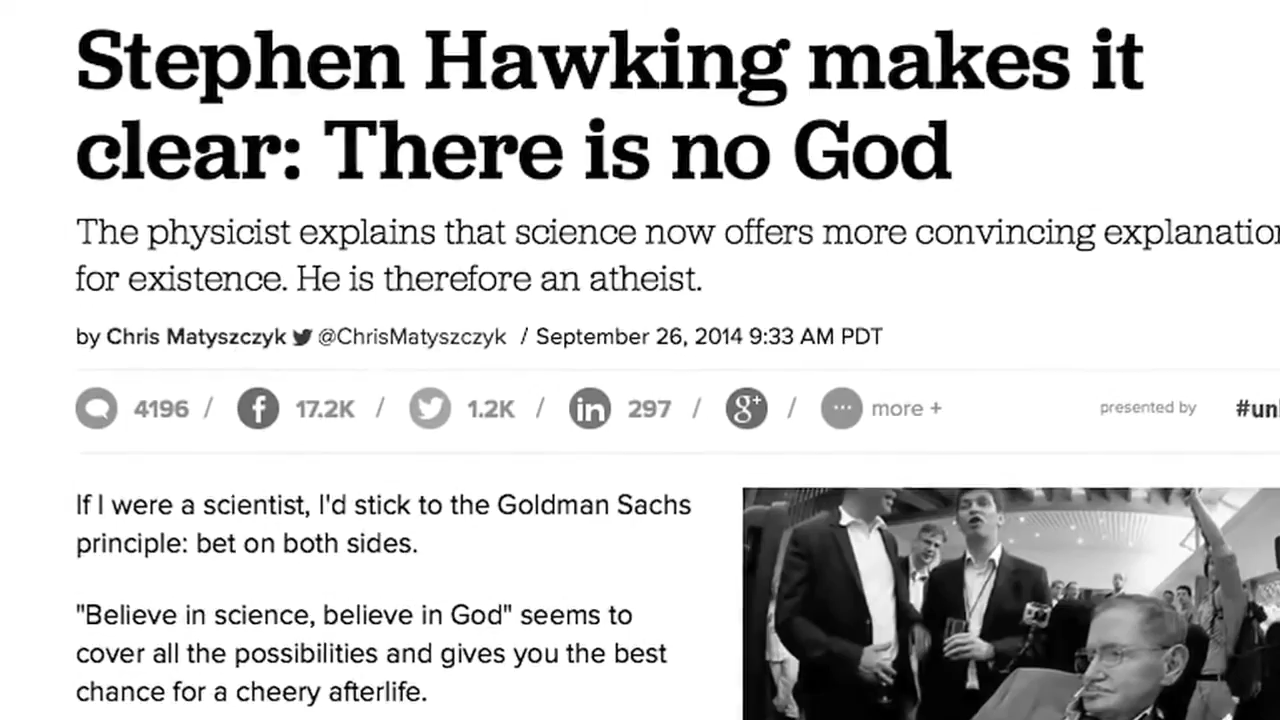 Stephen Hawking makes it
clear: There is no God
The physicist explains that science now offers more convincing
for existence. He is therefore an atheist.
by Chris Matyszczyk @ChrisMatyszczyk / September 26, 2014 9:33 AM PDT
4196 / 17.2K / 1.2K / 297 / g+ / more +
presented by
If I were a scientist, I'd stick to the Goldman Sachs
principle: bet on both sides.
"Believe in science, believe in God" seems to
cover all the possibilities and gives you the best
chance for a cheery afterlife.